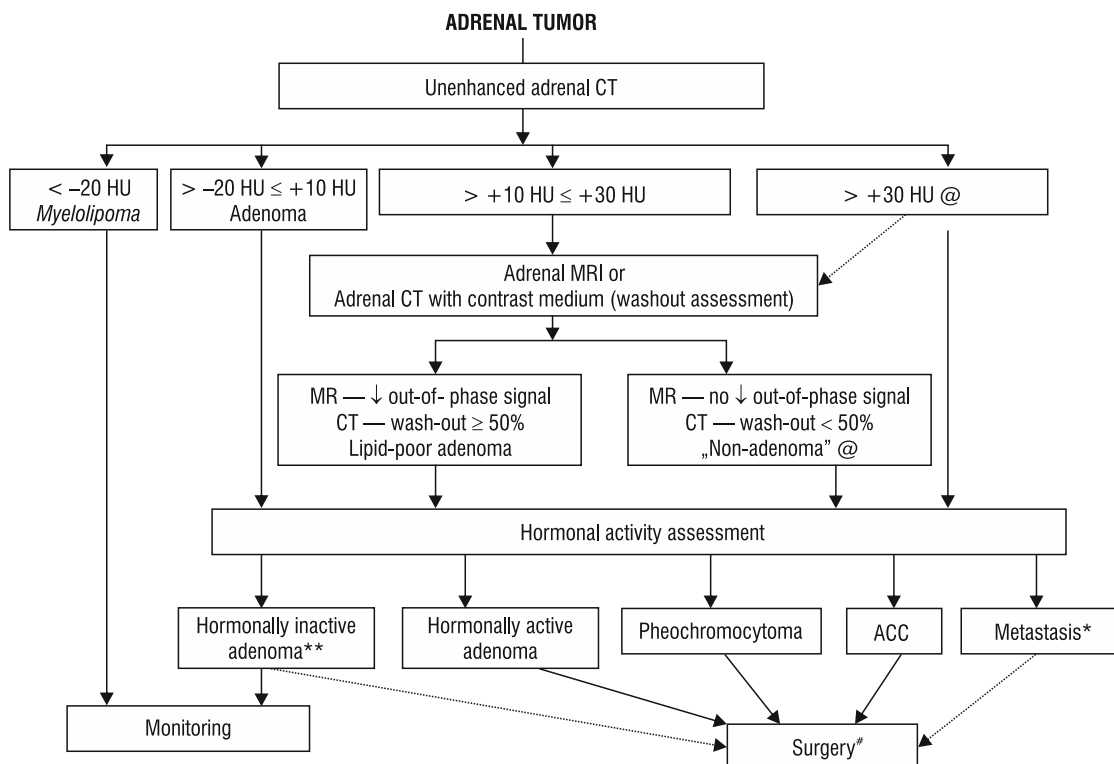 ADRENAL TUMOR
Unenhanced adrenal CT
< –20 HU
Myelolipoma
> –20 HU ≤ +10 HU
Adenoma
> +10 HU ≤ +30 HU
> +30 HU @
Adrenal MRI or
Adrenal CT with contrast medium (washout assessment)
MR — ↓ out-of- phase signal
CT — wash-out ≥ 50%
Lipid-poor adenoma
MR — no ↓ out-of-phase signal
CT — wash-out < 50%
„Non-adenoma” @
Hormonal activity assessment
Hormonally inactive
adenoma**
Hormonally active
adenoma
Pheochromocytoma
ACC
Metastasis*
Monitoring
Surgery#